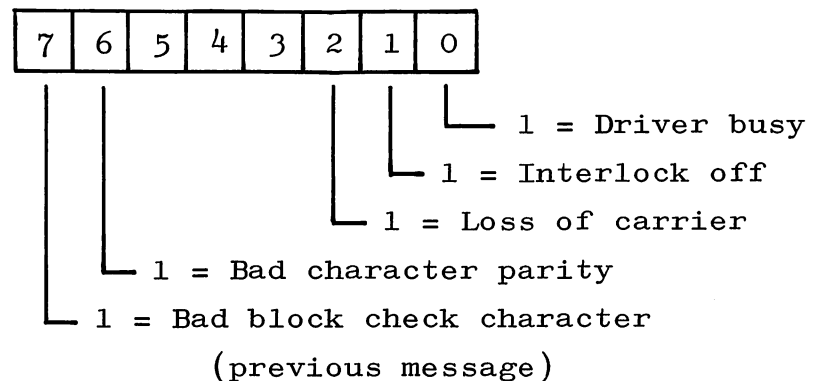 7 6 5 4 3 2 1 0
1 = Driver busy
1 = Interlock off
1 = Loss of carrier
1 = Bad character parity
1 = Bad block check character
(previous message)